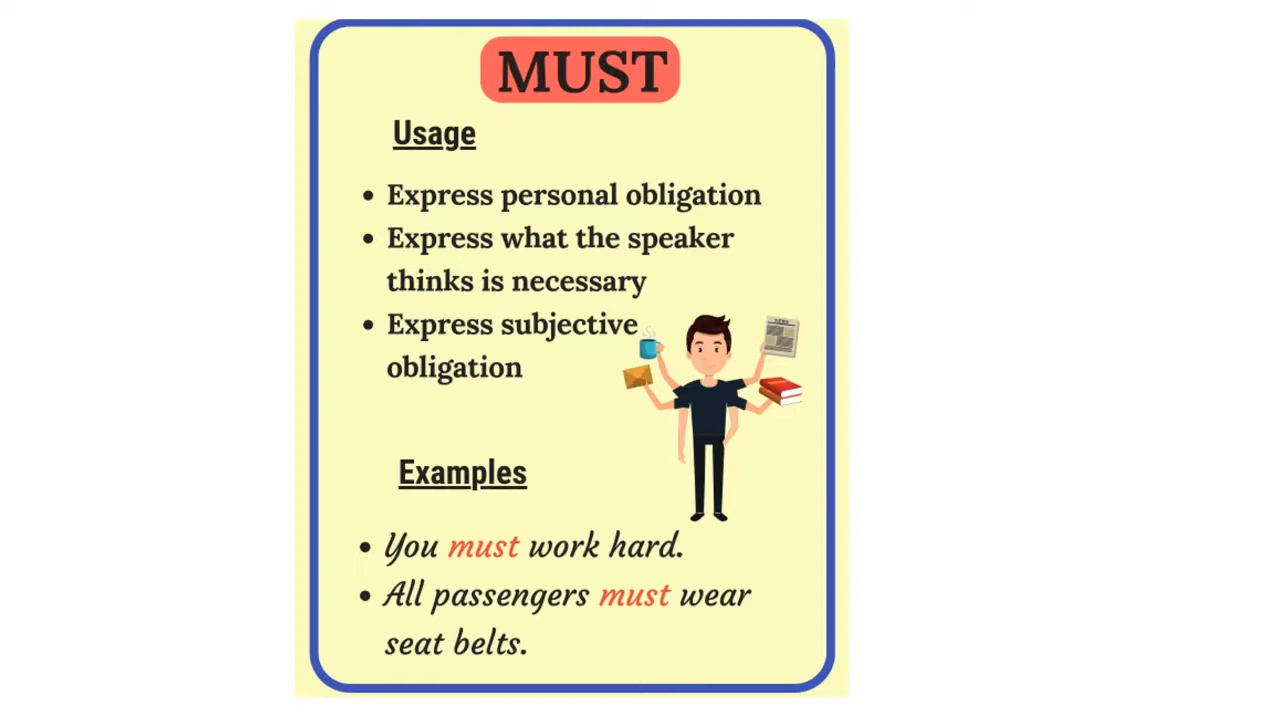 MUST
Usage
• Express personal obligation
• Express what the speaker
thinks is necessary
• Express subjective
obligation
NEWS
Examples
• You must work hard.
• All passengers must wear
seat belts.